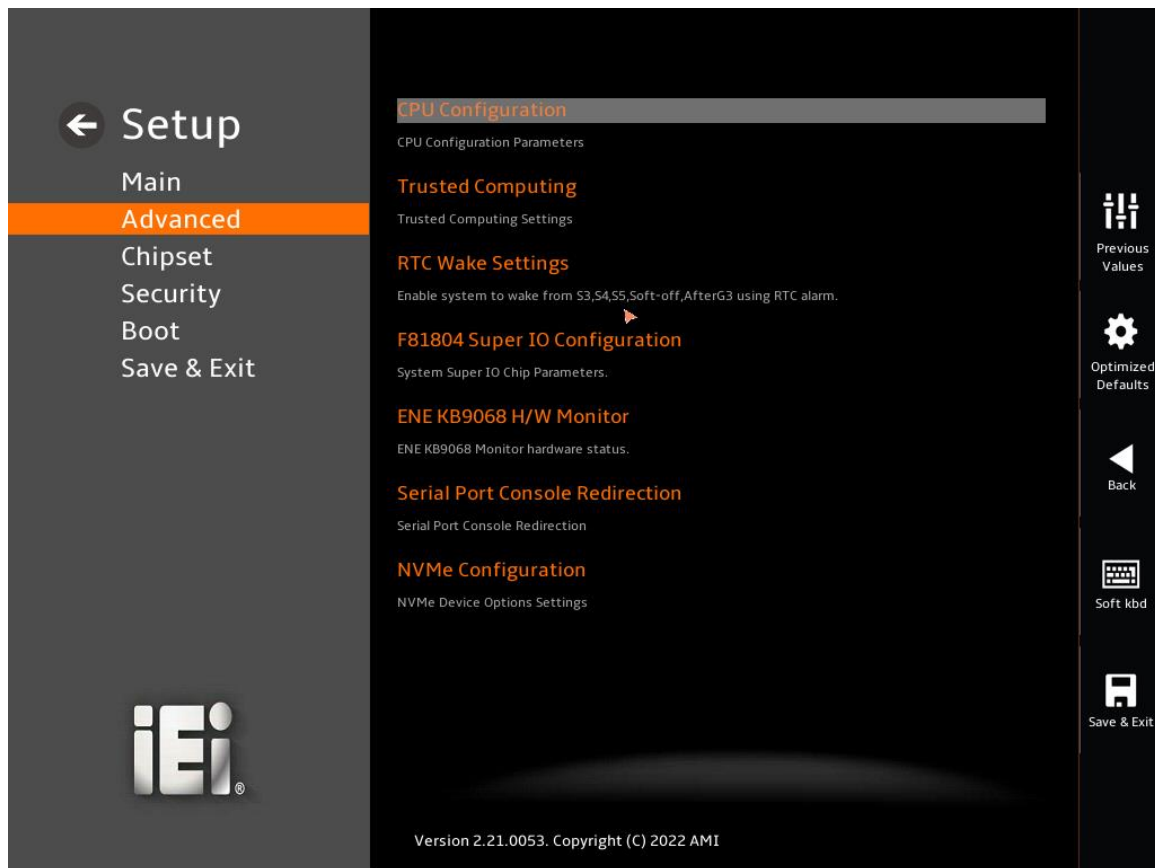 Setup
Main
Advanced
Chipset
Security
Boot
Save & Exit
CPU Configuration
CPU Configuration Parameters
Trusted Computing
Trusted Computing Settings
RTC Wake Settings
Enable system to wake from S3,S4,S5,Soft-off,AfterG3 using RTC alarm.
F81804 Super IO Configuration
System Super IO Chip Parameters.
ENE KB9068 H/W Monitor
ENE KB9068 Monitor hardware status.
Serial Port Console Redirection
Serial Port Console Redirection
NVMe Configuration
NVMe Device Options Settings
Previous
Values
Optimized
Defaults
Back
Soft kbd
Save & Exit
iEi®
Version 2.21.0053. Copyright (C) 2022 AMI